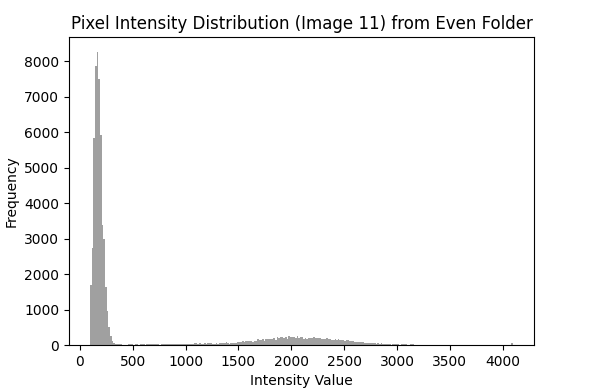 Pixel Intensity Distribution (Image 11) from Even Folder
8000
7000
6000
5000
4000
3000
2000
1000
0
Frequency
0 500 1000 1500 2000 2500 3000 3500 4000
Intensity Value